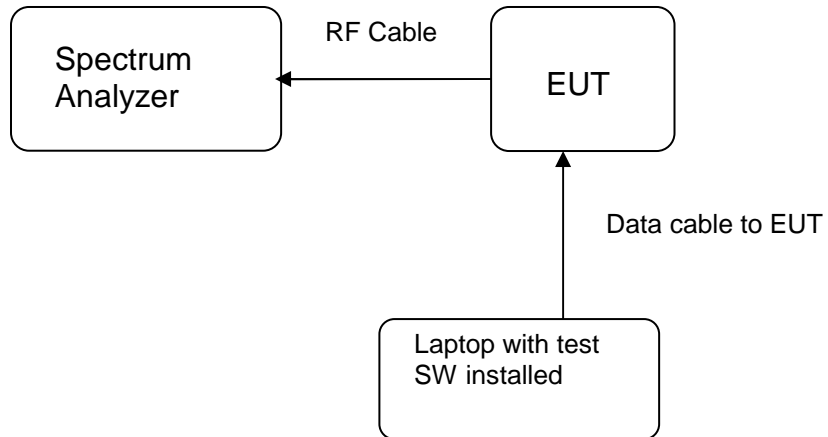 RF Cable
Spectrum
Analyzer
EUT
Data cable to EUT
Laptop with test
SW installed